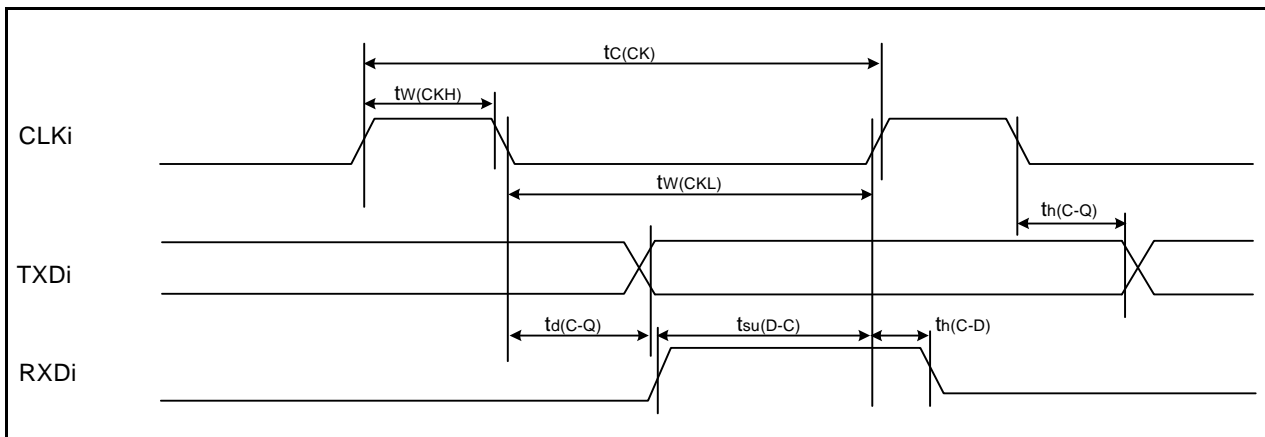 tC(CK)
tW(CKH)
CLKi
tW(CKL)
th(C-Q)
TXDi
td(C-Q)
tsu(D-C)
th(C-D)
RXDi